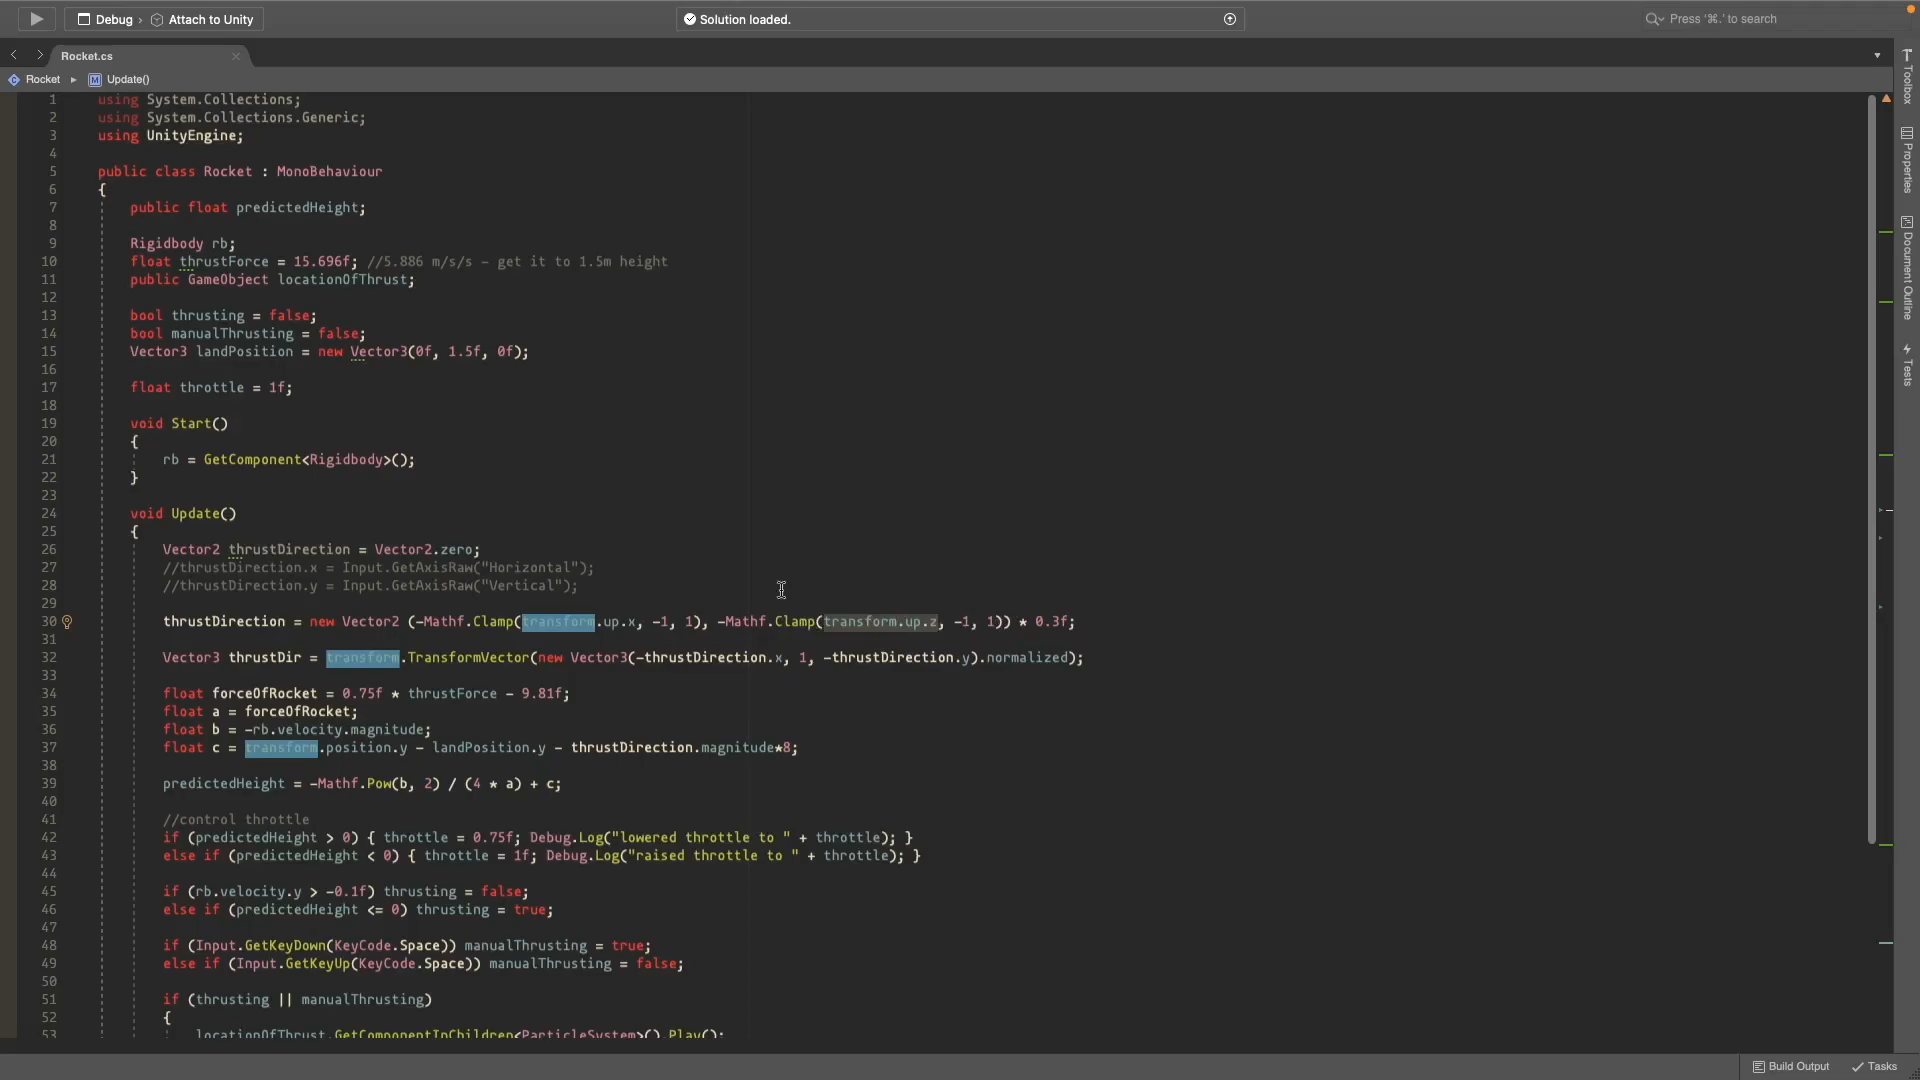 Debug › Attach to Unity
Solution loaded.
Press '⌘.' to search
Rocket.cs
Rocket ▸ M Update()
1 using System.Collections;
2 using System.Collections.Generic;
3 using UnityEngine;
4
5 public class Rocket : MonoBehaviour
6 {
7 public float predictedHeight;
8
9 Rigidbody rb;
10 float thrustForce = 15.696f; //5.886 m/s/s - get it to 1.5m height
11 public GameObject locationOfThrust;
12
13 bool thrusting = false;
14 bool manualThrusting = false;
15 Vector3 landPosition = new Vector3(0f, 1.5f, 0f);
16
17 float throttle = 1f;
18
19 void Start()
20 {
21 rb = GetComponent<Rigidbody>();
22 }
23
24 void Update()
25 {
26 Vector2 thrustDirection = Vector2.zero;
27 //thrustDirection.x = Input.GetAxisRaw("Horizontal");
28 //thrustDirection.y = Input.GetAxisRaw("Vertical");
29
30 thrustDirection = new Vector2 (-Mathf.Clamp(transform.up.x, -1, 1), -Mathf.Clamp(transform.up.z, -1, 1)) * 0.3f;
31
32 Vector3 thrustDir = transform.TransformVector(new Vector3(-thrustDirection.x, 1, -thrustDirection.y).normalized);
33
34 float forceOfRocket = 0.75f * thrustForce - 9.81f;
35 float a = forceOfRocket;
36 float b = -rb.velocity.magnitude;
37 float c = transform.position.y - landPosition.y - thrustDirection.magnitude*8;
38
39 predictedHeight = -Mathf.Pow(b, 2) / (4 * a) + c;
40
41 //control throttle
42 if (predictedHeight > 0) { throttle = 0.75f; Debug.Log("lowered throttle to " + throttle); }
43 else if (predictedHeight < 0) { throttle = 1f; Debug.Log("raised throttle to " + throttle); }
44
45 if (rb.velocity.y > -0.1f) thrusting = false;
46 else if (predictedHeight <= 0) thrusting = true;
47
48 if (Input.GetKeyDown(KeyCode.Space)) manualThrusting = true;
49 else if (Input.GetKeyUp(KeyCode.Space)) manualThrusting = false;
50
51 if (thrusting || manualThrusting)
52 {
53 locationOfThrust.GetComponentInChildren<ParticleSystem>().Play();
Toolbox
Properties
Document Outline
Tests
Build Output
Tasks